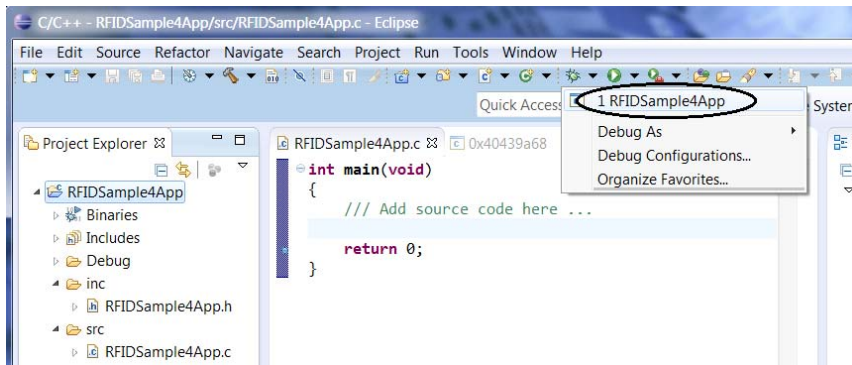 C/C++ - RFIDSample4App/src/RFIDSample4App.c - Eclipse
File Edit Source Refactor Navigate Search Project Run Tools Window Help
Quick Access
1 RFIDSample4App
Debug As
Debug Configurations...
Organize Favorites...
Project Explorer
RFIDSample4App
Binaries
Includes
Debug
inc
RFIDSample4App.h
src
RFIDSample4App.c
RFIDSample4App.c 0x40439a68
int main(void)
{
/// Add source code here ...
return 0;
}